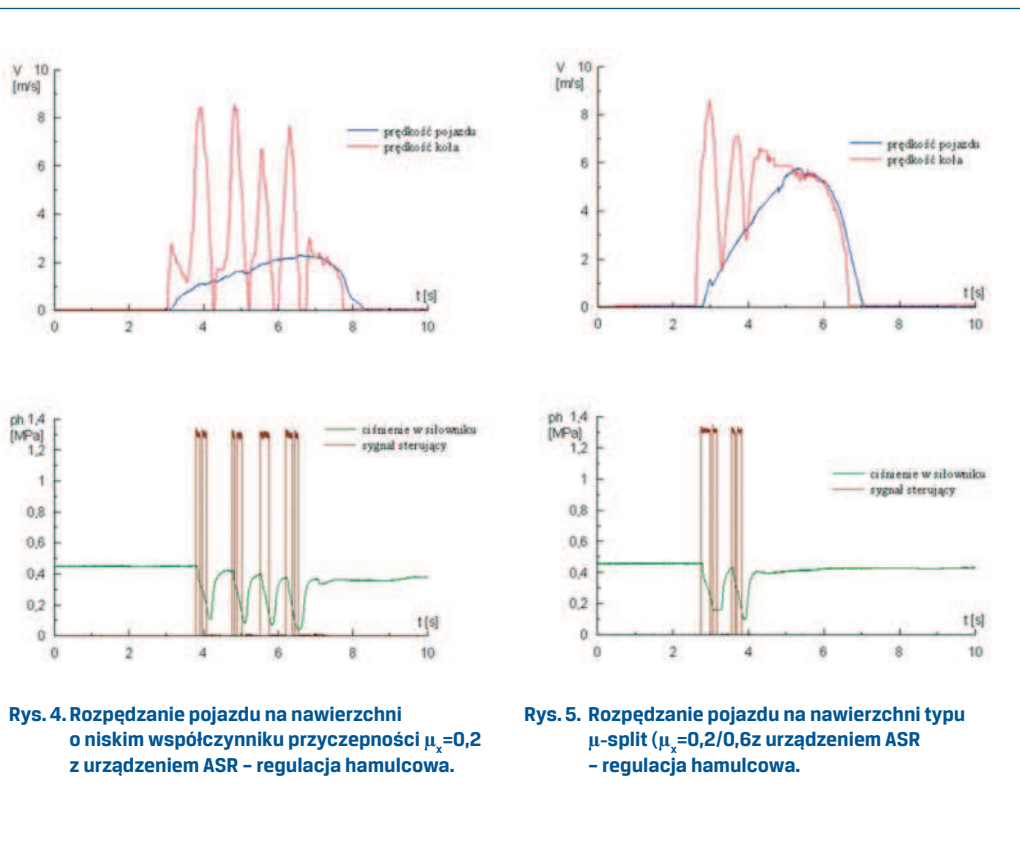 V 10
[m/s]
8
6
4
2
0
prędkość pojazdu
prędkość koła
t [s]
0 2 4 6 8 10
V 10
[m/s]
8
6
4
2
0
prędkość pojazdu
prędkość koła
t [s]
0 2 4 6 8 10
ph 1,4
[MPa]
1,2
1
0,8
0,6
0,4
0,2
0
ciśnienie w siłowniku
sygnał sterujący
t [s]
0 2 4 6 8 10
ph 1,4
[MPa]
1,2
1
0,8
0,6
0,4
0,2
0
ciśnienie w siłowniku
sygnał sterujący
t [s]
0 2 4 6 8 10
Rys. 4. Rozpędzanie pojazdu na nawierzchni
o niskim współczynniku przyczepności μx=0,2
z urządzeniem ASR – regulacja hamulcowa.
Rys. 5. Rozpędzanie pojazdu na nawierzchni typu
μ-split (μx=0,2/0,6z urządzeniem ASR
– regulacja hamulcowa.